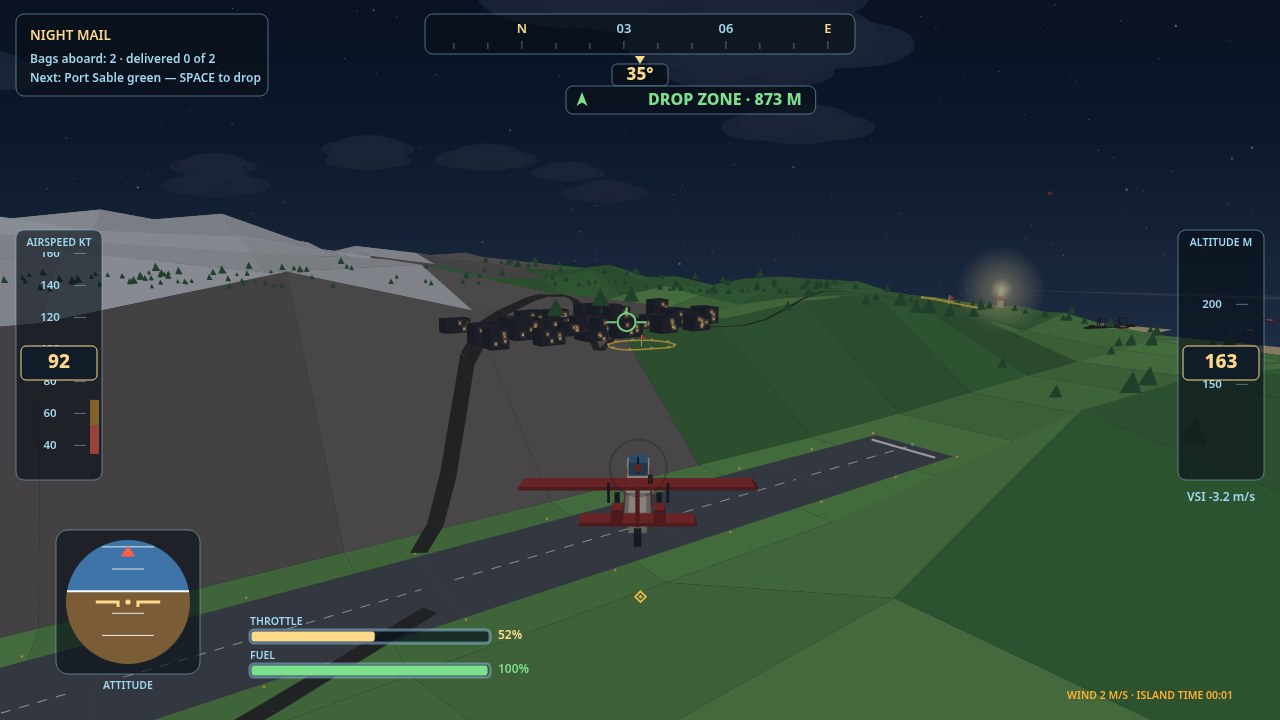 NIGHT MAIL
Bags aboard: 2 · delivered 0 of 2
Next: Port Sable green — SPACE to drop
N 03 06 E
35°
DROP ZONE · 873 M
AIRSPEED KT
160
140
120
92
80
60
40
ALTITUDE M
200
163
150
VSI -3.2 m/s
ATTITUDE
THROTTLE
52%
FUEL
100%
WIND 2 M/S · ISLAND TIME 00:01